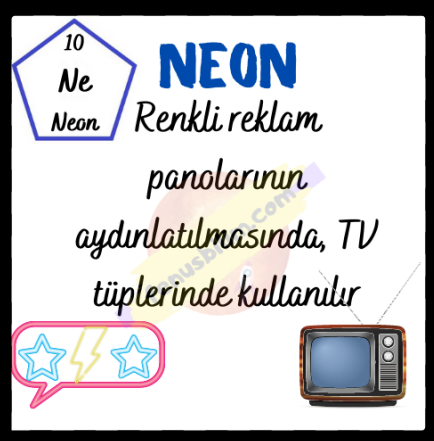 10
Ne
Neon
NEON
Renkli reklam
panolarının
aydınlatılmasında, TV
tüplerinde kullanılır